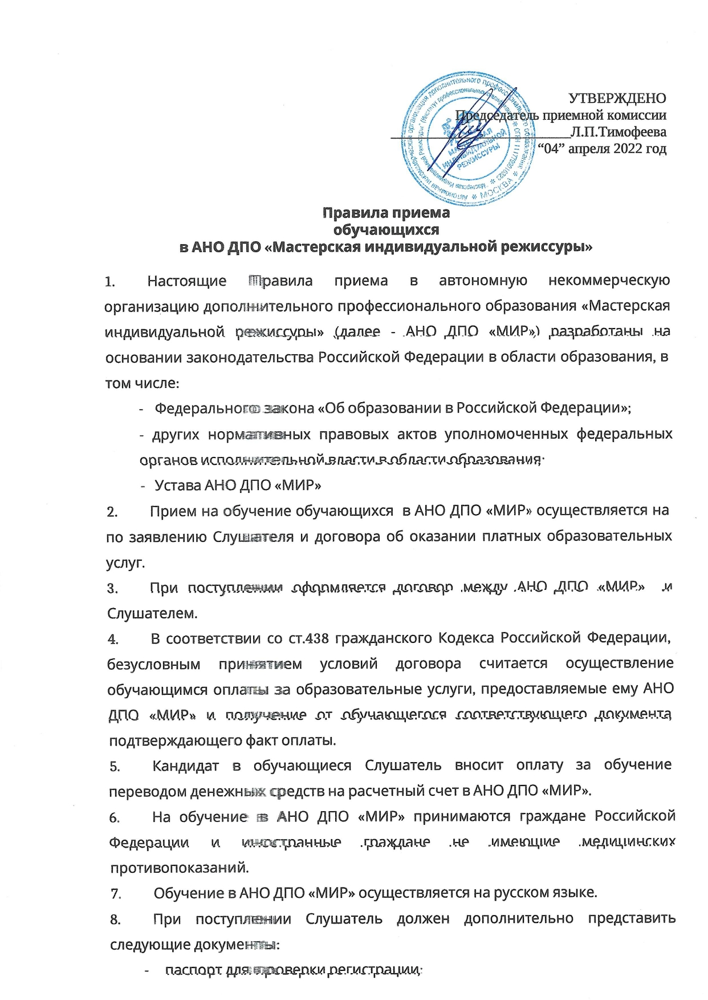 УТВЕРЖДЕНО
Председатель приемной комиссии
Л.П.Тимофеева
“04” апреля 2022 год
МАСТЕРСКАЯ
ИНДИВИДУАЛЬНОЙ
РЕЖИССУРЫ
МОСКВА
Правила приема
обучающихся
в АНО ДПО «Мастерская индивидуальной режиссуры»
1. Настоящие Правила приема в автономную некоммерческую
организацию дополнительного профессионального образования «Мастерская
индивидуальной режиссуры» (далее - АНО ДПО «МИР») разработаны на
основании законодательства Российской Федерации в области образования, в
том числе:
- Федерального закона «Об образовании в Российской Федерации»;
- других нормативных правовых актов уполномоченных федеральных
органов исполнительной власти в области образования;
- Устава АНО ДПО «МИР»
2. Прием на обучение обучающихся в АНО ДПО «МИР» осуществляется на
по заявлению Слушателя и договора об оказании платных образовательных
услуг.
3. При поступлении оформляется договор между АНО ДПО «МИР» и
Слушателем.
4. В соответствии со ст.438 гражданского Кодекса Российской Федерации,
безусловным принятием условий договора считается осуществление
обучающимся оплаты за образовательные услуги, предоставляемые ему АНО
ДПО «МИР» и получение от обучающегося соответствующего документа,
подтверждающего факт оплаты.
5. Кандидат в обучающиеся Слушатель вносит оплату за обучение
переводом денежных средств на расчетный счет в АНО ДПО «МИР».
6. На обучение в АНО ДПО «МИР» принимаются граждане Российской
Федерации и иностранные граждане не имеющие медицинских
противопоказаний.
7. Обучение в АНО ДПО «МИР» осуществляется на русском языке.
8. При поступлении Слушатель должен дополнительно представить
следующие документы:
- паспорт для проверки регистрации;